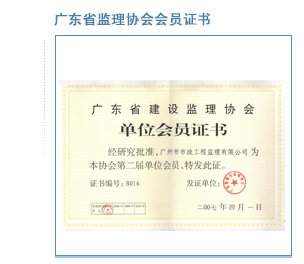 广东省监理协会会员证书
广东省建设监理协会
单位会员证书
经研究批准，广州市市政工程监理有限公司为
本协会第二届单位会员，特发此证。
证书编号：B016
发证单位：
二00七年四月一日